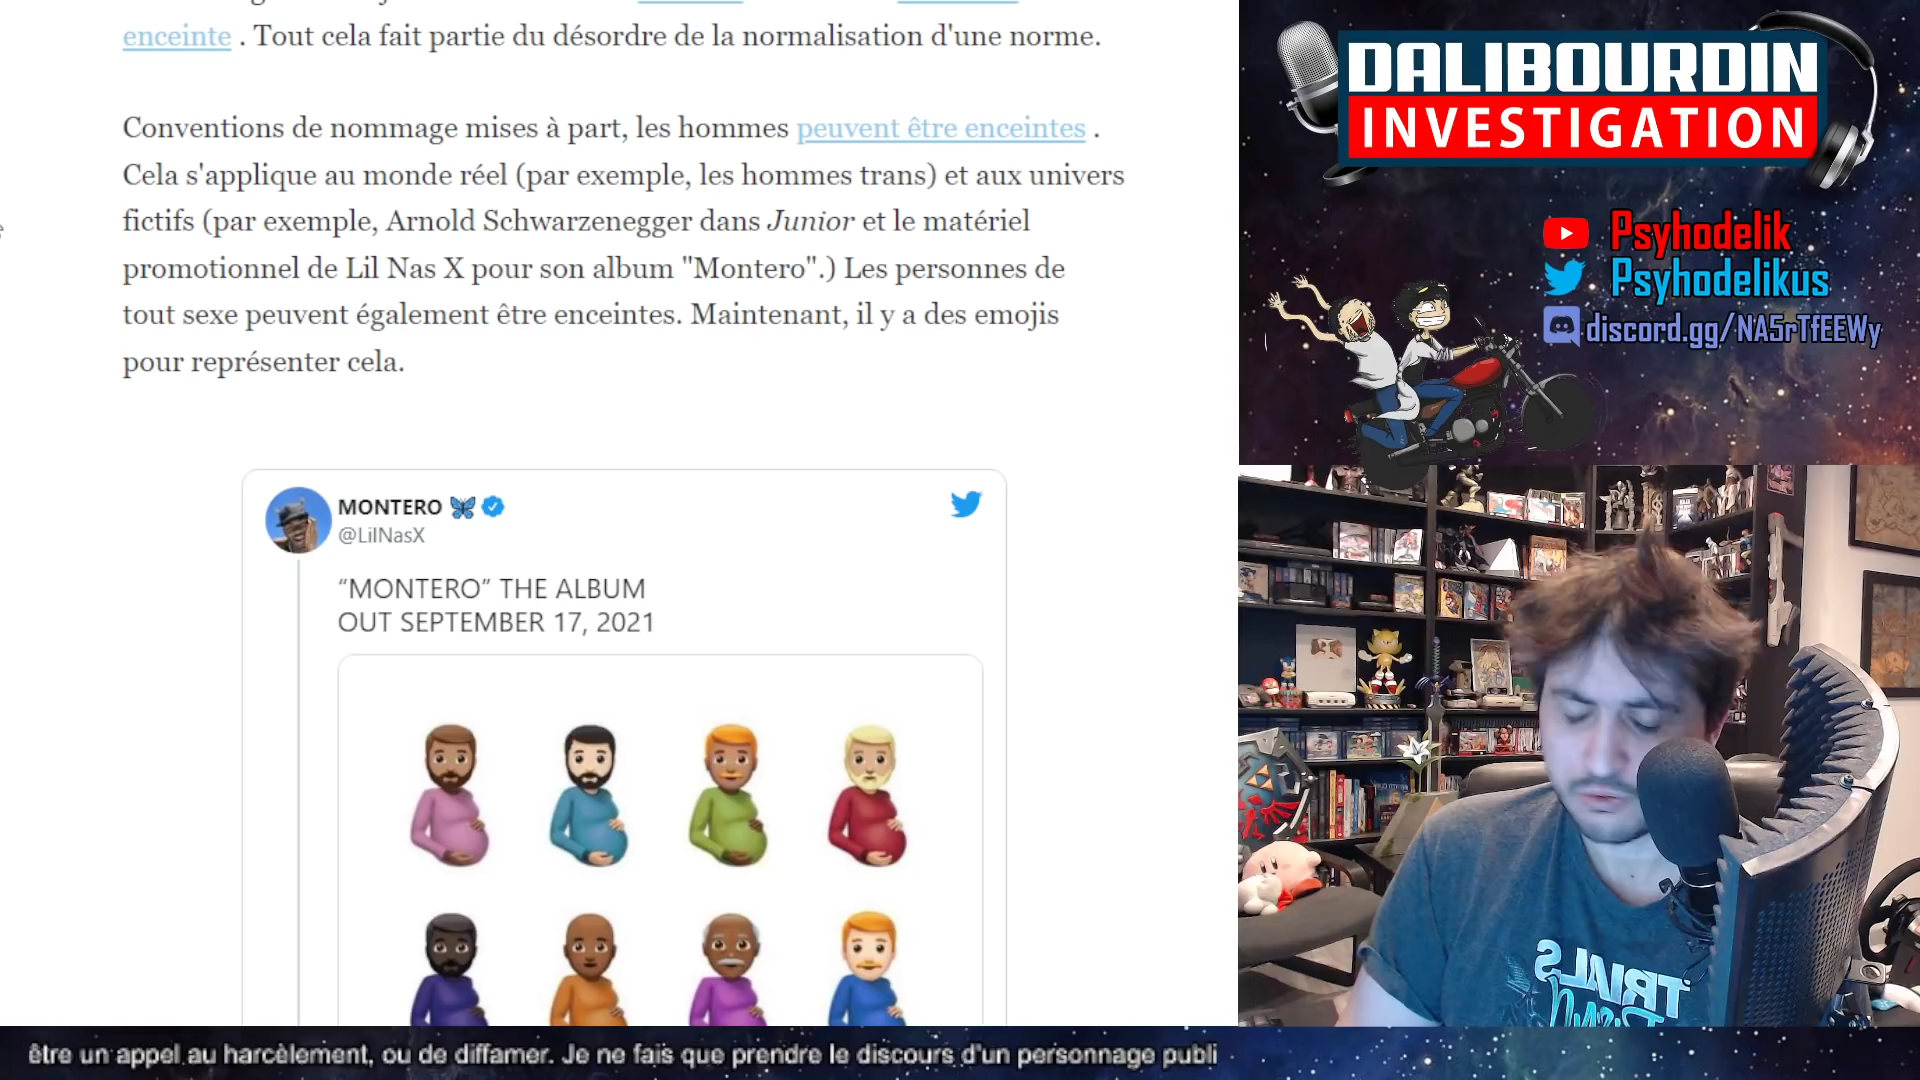 enceinte . Tout cela fait partie du désordre de la normalisation d'une norme.
Conventions de nommage mises à part, les hommes peuvent être enceintes .
Cela s'applique au monde réel (par exemple, les hommes trans) et aux univers
fictifs (par exemple, Arnold Schwarzenegger dans Junior et le matériel
promotionnel de Lil Nas X pour son album "Montero".) Les personnes de
tout sexe peuvent également être enceintes. Maintenant, il y a des emojis
pour représenter cela.
MONTERO
@LilNasX
“MONTERO” THE ALBUM
OUT SEPTEMBER 17, 2021
DALIBOURDIN
INVESTIGATION
Psyhodelik
Psyhodelikus
discord.gg/NA5rTfEEWy
TRIALS
être un appel au harcèlement, ou de diffamer. Je ne fais que prendre le discours d'un personnage publi